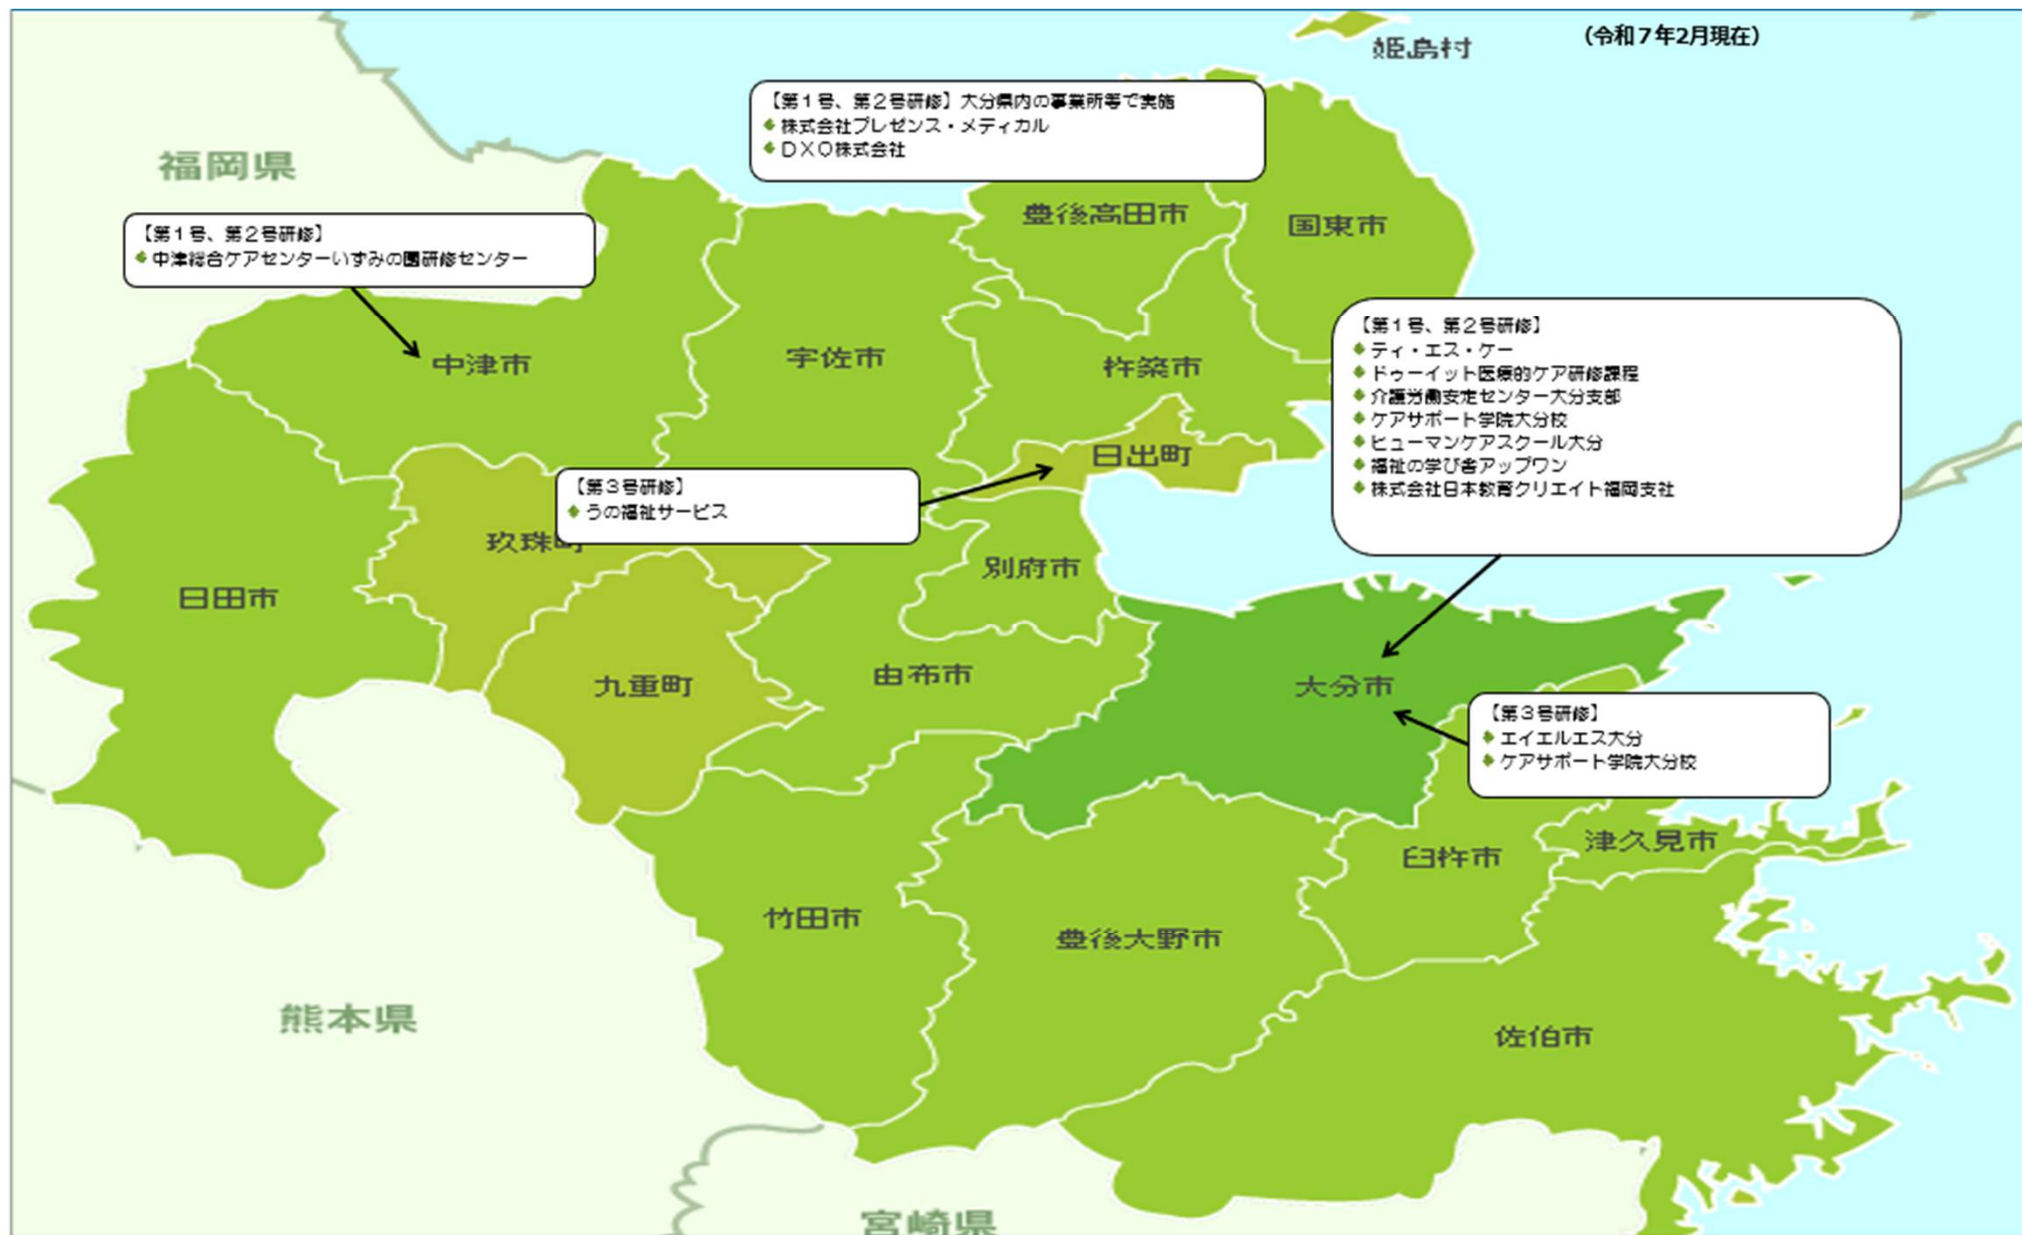 (令和7年2月現在)
姫島村
【第1号、第2号研修】大分県内の事業所等で実施
株式会社プレゼンス・メディカル
DXO株式会社
福岡県
豊後高田市
国東市
【第1号、第2号研修】
中津総合ケアセンターいずみの園研修センター
【第1号、第2号研修】
ティ・エス・ケー
ドゥーイット医療的ケア研修課程
介護労働安定センター大分支部
ケアサポート学院大分校
ヒューマンケアスクール大分
福祉の学び舎アップワン
株式会社日本教育クリエイト福岡支社
中津市
宇佐市
杵築市
日出町
【第3号研修】
うの福祉サービス
玖珠町
別府市
日田市
九重町
由布市
大分市
【第3号研修】
エイエルエス大分
ケアサポート学院大分校
臼杵市
津久見市
竹田市
豊後大野市
熊本県
佐伯市
宮崎県